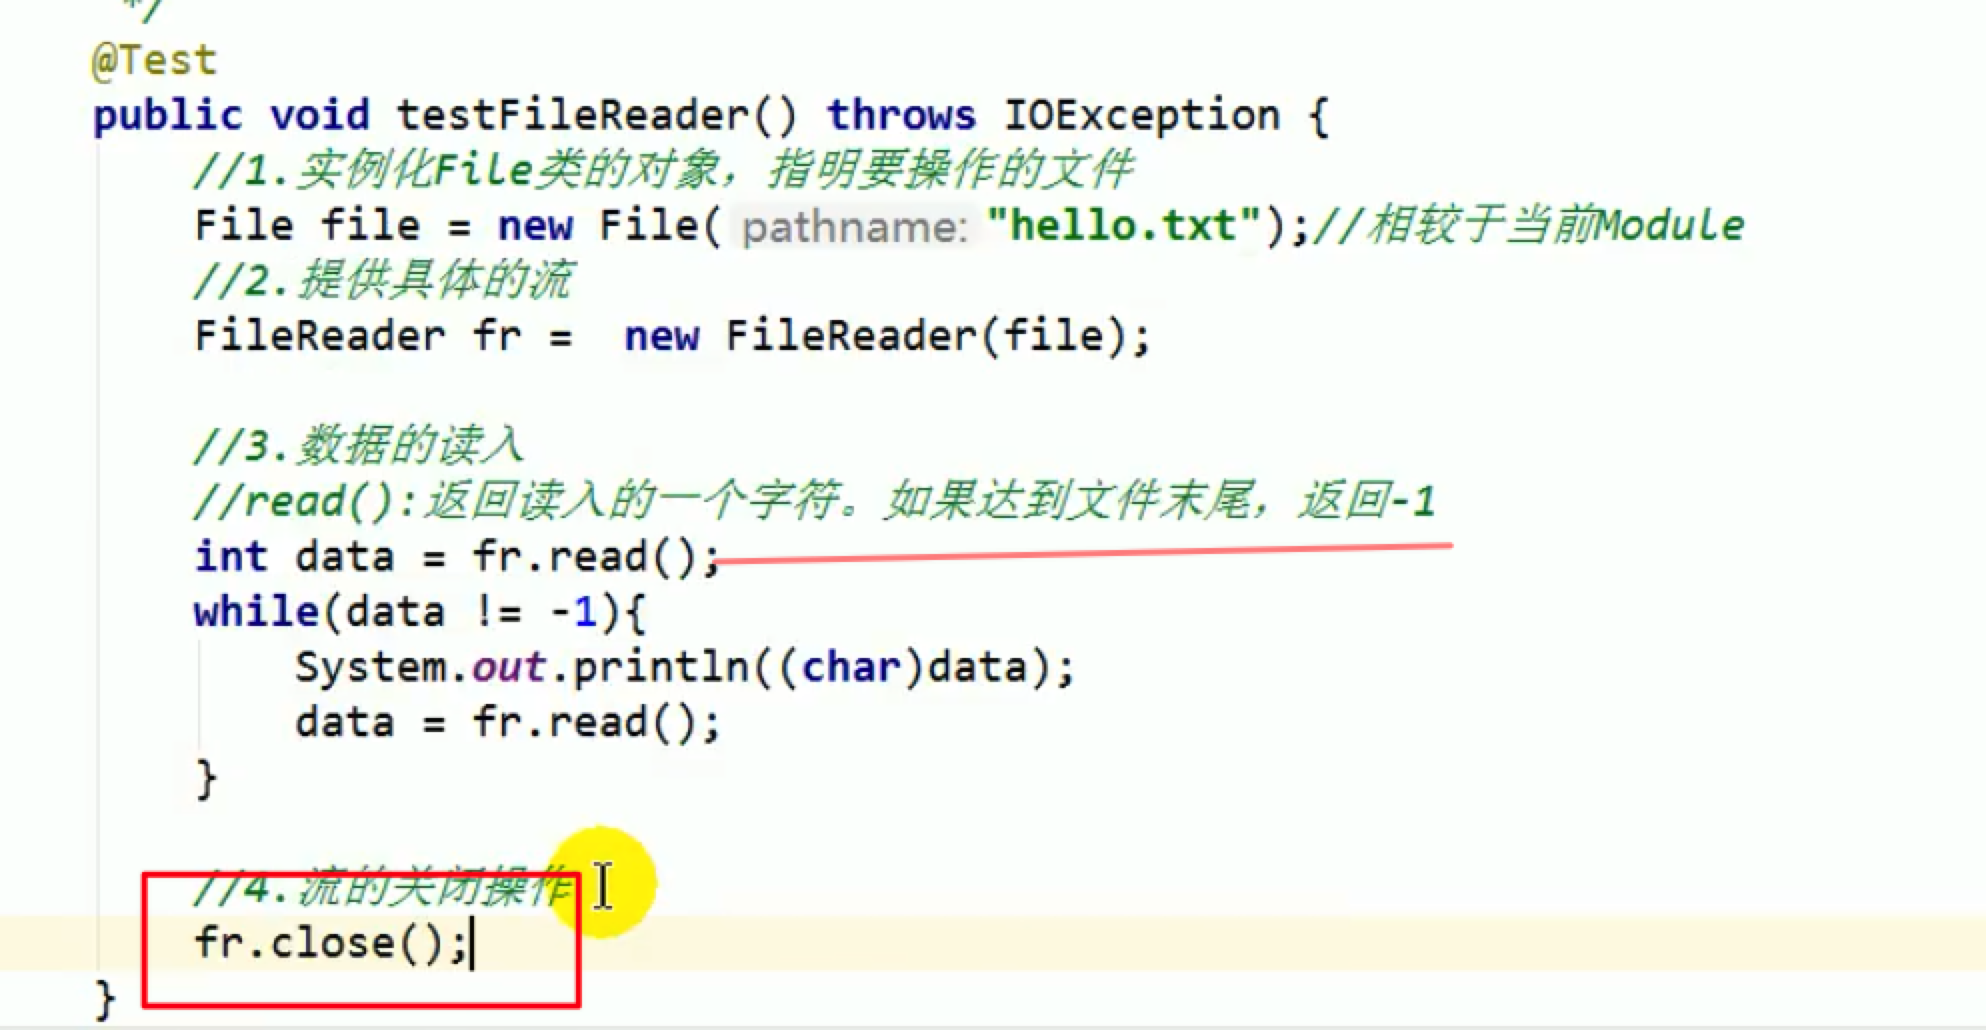 */
@Test
public void testFileReader() throws IOException {
//1.实例化File类的对象，指明要操作的文件
File file = new File( pathname: "hello.txt");//相较于当前Module
//2.提供具体的流
FileReader fr =  new FileReader(file);
//3.数据的读入
//read():返回读入的一个字符。如果达到文件末尾，返回-1
int data = fr.read();
while(data != -1){
System.out.println((char)data);
data = fr.read();
}
//4.流的关闭操作
fr.close();
}